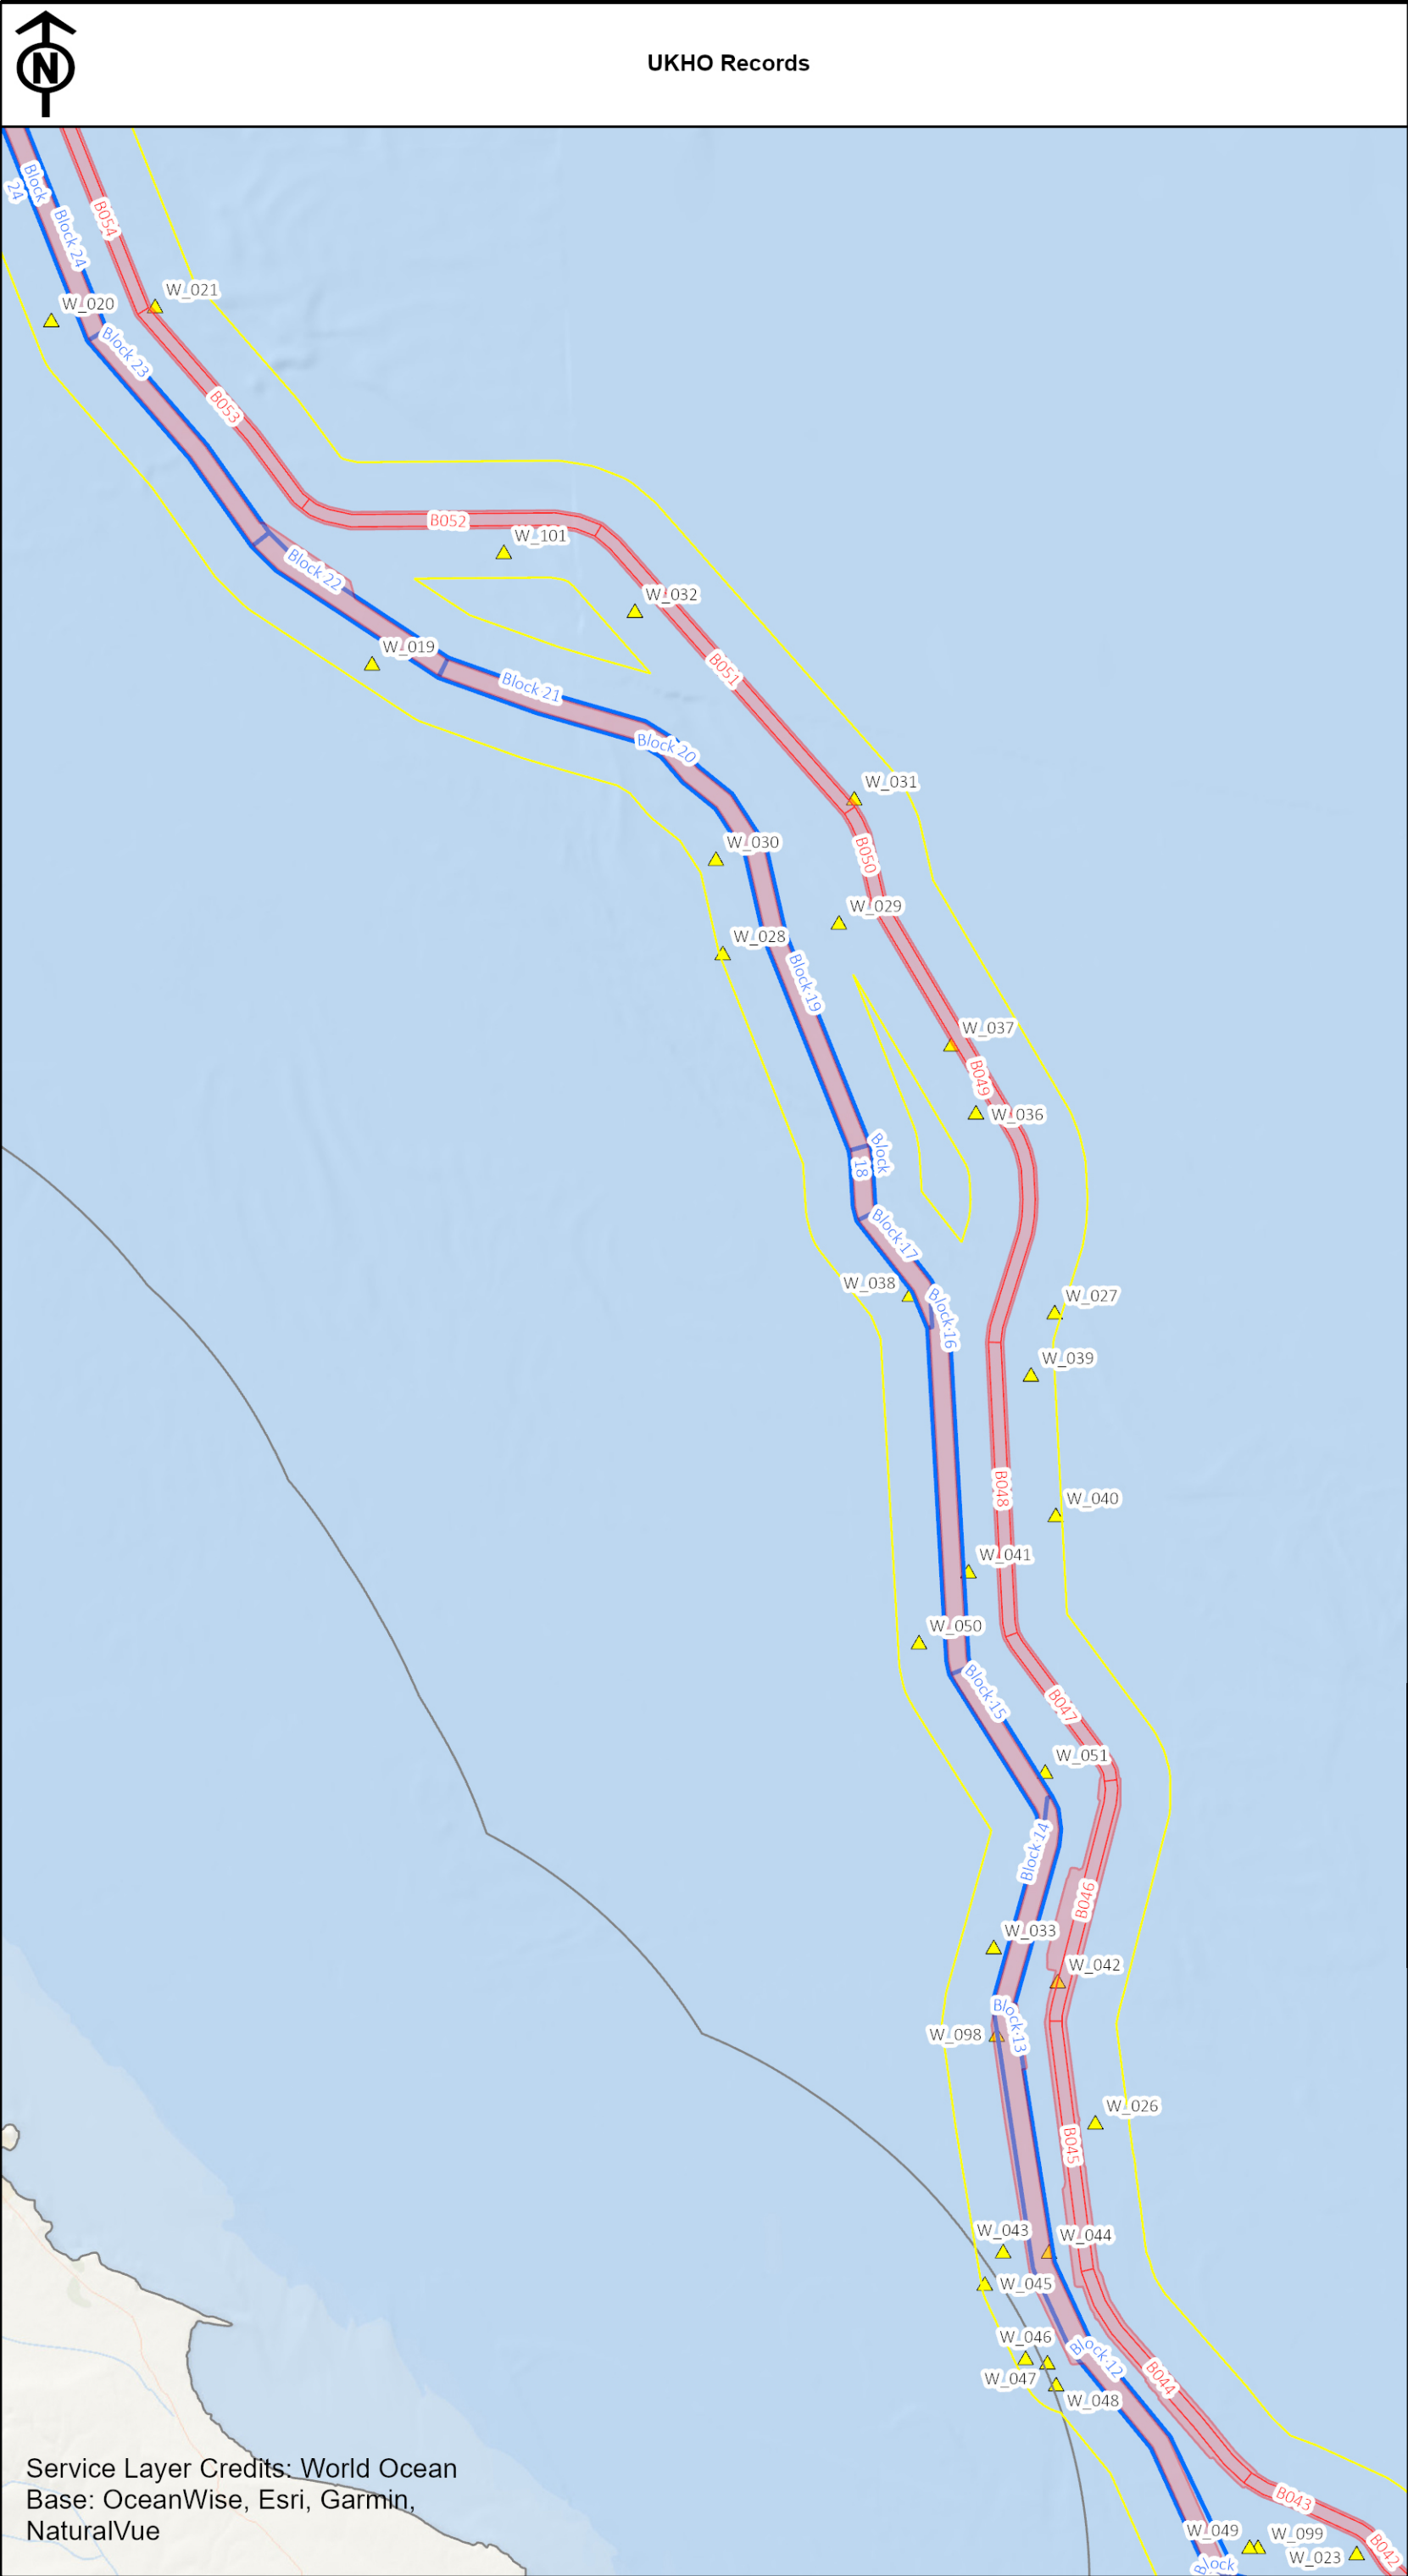 N
UKHO Records
Block 24
Block 24
B054
W_021
W_020
Block 23
B053
B052
W_101
Block 22
W_032
W_019
B051
Block 21
Block 20
W_031
W_030
B050
W_029
W_028
Block 19
W_037
B049
W_036
Block 18
Block 17
W_038
W_027
Block 16
W_039
B048
W_040
W_041
W_050
Block 15
B047
W_051
Block 14
B046
W_033
W_042
Block 13
W_098
W_026
B045
W_043
W_044
W_045
W_046
Block 12
W_047
B044
W_048
Service Layer Credits: World Ocean
Base: OceanWise, Esri, Garmin,
NaturalVue
B043
W_049
W_099
W_023
B042
Block